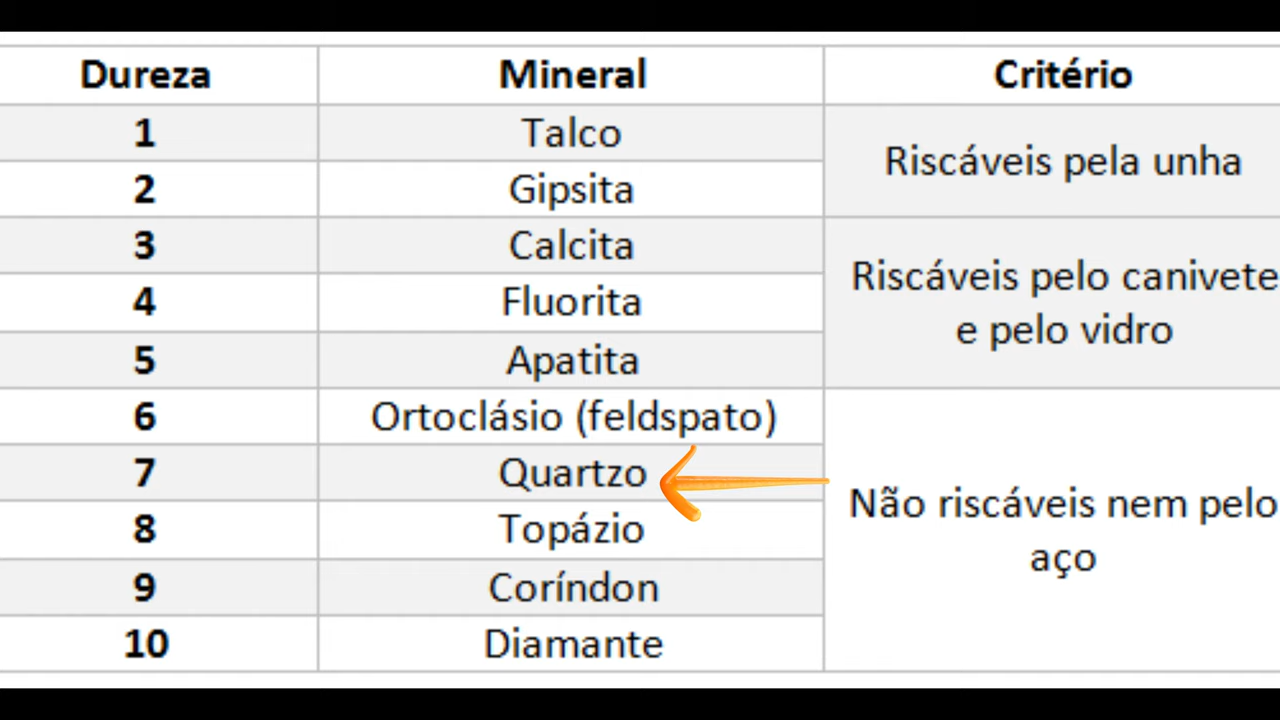 Dureza Mineral Critério
1 Talco
Riscáveis pela unha
2 Gipsita
3 Calcita
Riscáveis pelo canivete
4 Fluorita
e pelo vidro
5 Apatita
6 Ortoclásio (feldspato)
7 Quartzo
Não riscáveis nem pelo
8 Topázio
aço
9 Coríndon
10 Diamante